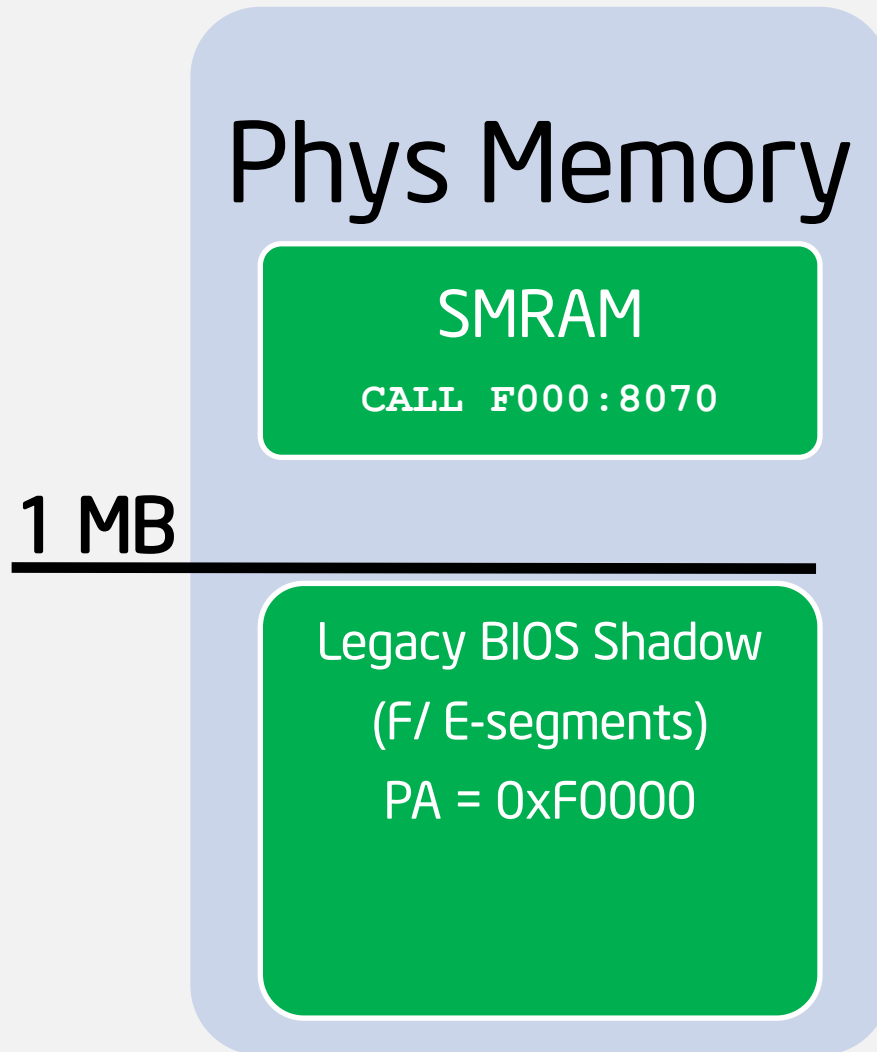 Phys Memory
SMRAM
CALL F000:8070
1 MB
Legacy BIOS Shadow
(F/ E-segments)
PA = 0xF0000